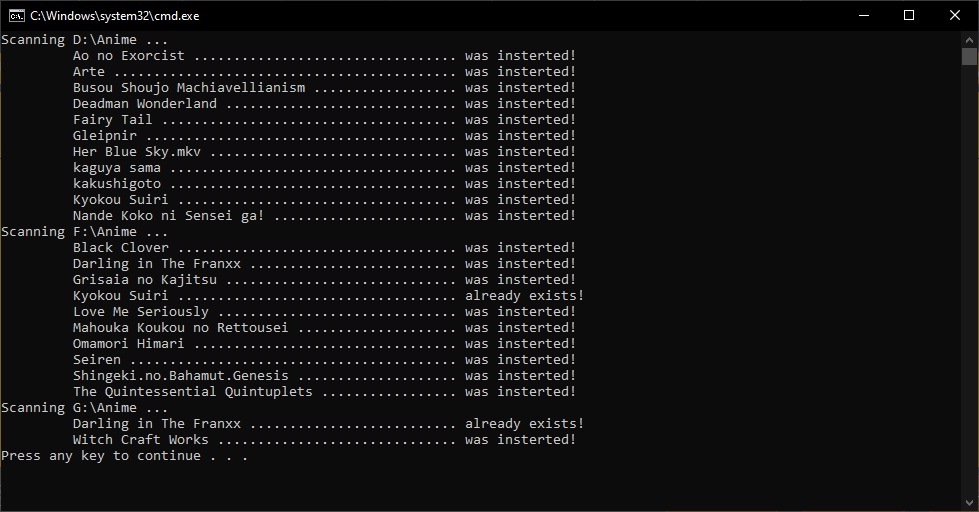 C:\Windows\system32\cmd.exe
Scanning D:\Anime ...
Ao no Exorcist ................................. was insterted!
Arte ........................................... was insterted!
Busou Shoujo Machiavellianism .................. was insterted!
Deadman Wonderland ............................. was insterted!
Fairy Tail ..................................... was insterted!
Gleipnir ....................................... was insterted!
Her Blue Sky.mkv ............................... was insterted!
kaguya sama .................................... was insterted!
kakushigoto .................................... was insterted!
Kyokou Suiri ................................... was insterted!
Nande Koko ni Sensei ga! ....................... was insterted!
Scanning F:\Anime ...
Black Clover ................................... was insterted!
Darling in The Franxx .......................... was insterted!
Grisaia no Kajitsu ............................. was insterted!
Kyokou Suiri ................................... already exists!
Love Me Seriously .............................. was insterted!
Mahouka Koukou no Rettousei .................... was insterted!
Omamori Himari ................................. was insterted!
Seiren ......................................... was insterted!
Shingeki.no.Bahamut.Genesis .................... was insterted!
The Quintessential Quintuplets ................. was insterted!
Scanning G:\Anime ...
Darling in The Franxx .......................... already exists!
Witch Craft Works .............................. was insterted!
Press any key to continue . . .